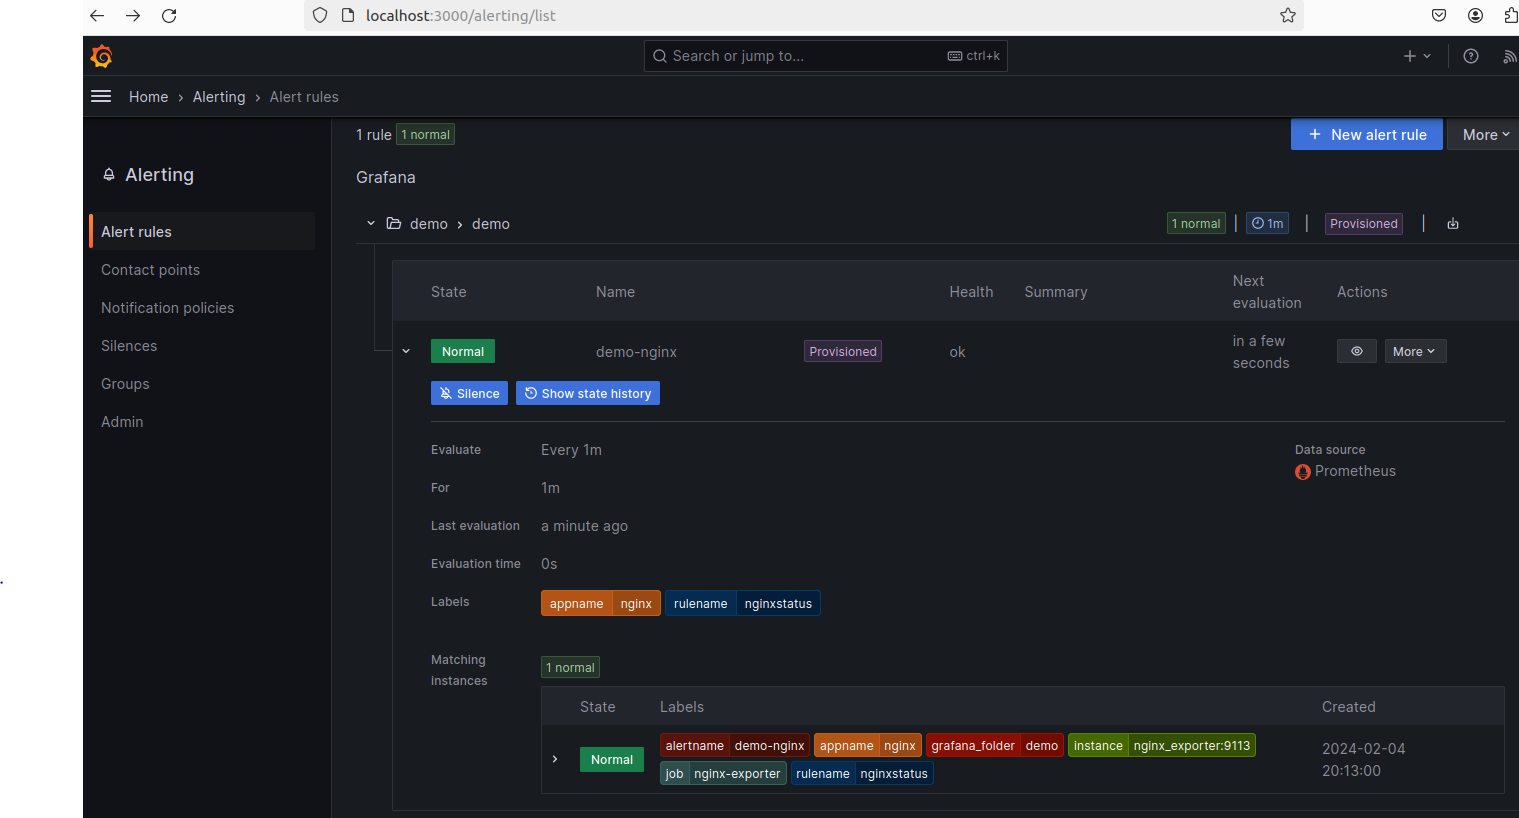 localhost:3000/alerting/list
Search or jump to...
ctrl+k
Home › Alerting › Alert rules
1 rule 1 normal
+ New alert rule
More
Alerting
Grafana
Alert rules
Contact points
Notification policies
Silences
Groups
Admin
demo › demo
1 normal
1m
Provisioned
State Name Health Summary Next evaluation Actions
Normal demo-nginx Provisioned ok in a few seconds More
Silence Show state history
Evaluate Every 1m
Data source
Prometheus
For 1m
Last evaluation a minute ago
Evaluation time 0s
Labels appname nginx rulename nginxstatus
Matching instances 1 normal
State Labels Created
Normal
alertname demo-nginx appname nginx grafana_folder demo instance nginx_exporter:9113
job nginx-exporter rulename nginxstatus
2024-02-04
20:13:00